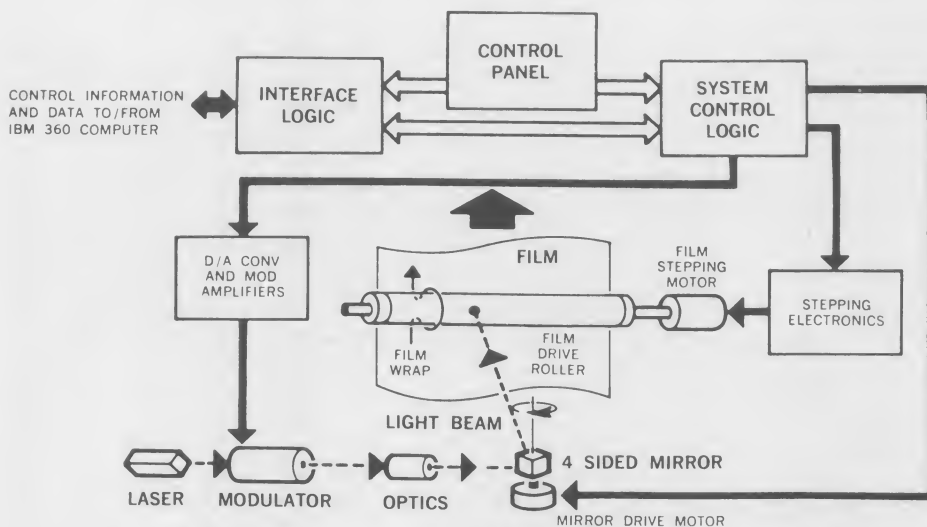 CONTROL
PANEL
CONTROL INFORMATION
AND DATA TO/FROM
IBM 360 COMPUTER
INTERFACE
LOGIC
SYSTEM
CONTROL
LOGIC
D/A CONV
AND MOD
AMPLIFIERS
FILM
FILM
STEPPING
MOTOR
STEPPING
ELECTRONICS
FILM
WRAP
FILM
DRIVE
ROLLER
LIGHT BEAM
LASER
MODULATOR
OPTICS
4 SIDED MIRROR
MIRROR DRIVE MOTOR